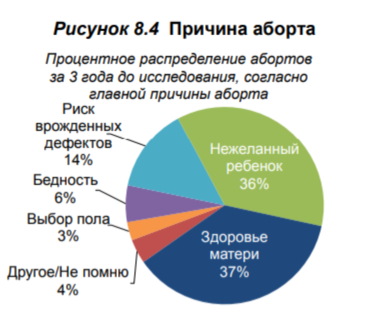 Рисунок 8.4 Причина аборта
Процентное распределение абортов
за 3 года до исследования, согласно
главной причины аборта
Риск
врожденных
дефектов
14%
Нежеланный
ребенок
36%
Бедность
6%
Выбор пола
3%
Здоровье
матери
37%
Другое/Не помню
4%